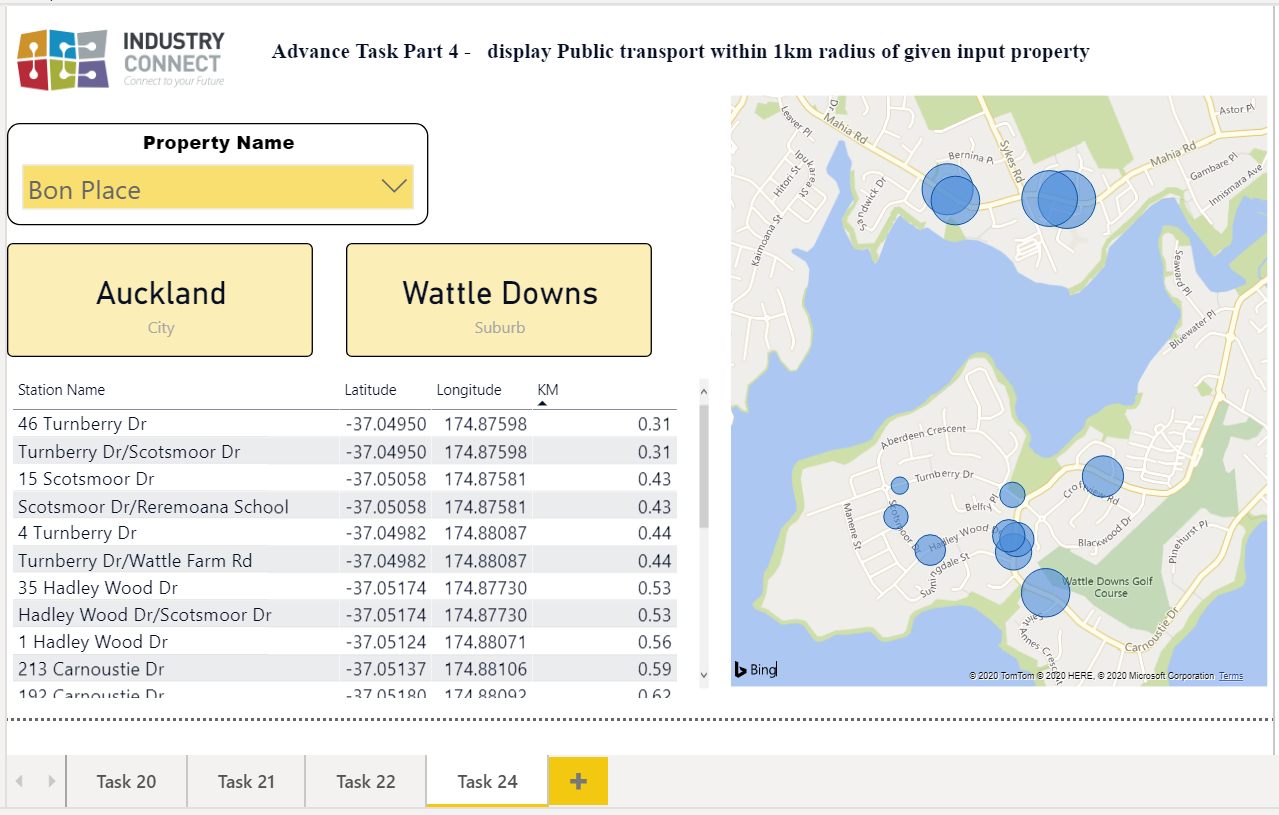 INDUSTRY
CONNECT
Connect to your Future
Advance Task Part 4 - display Public transport within 1km radius of given input property
Property Name
Bon Place
Auckland
City
Wattle Downs
Suburb
Station Name Latitude Longitude KM
46 Turnberry Dr -37.04950 174.87598 0.31
Turnberry Dr/Scotsmoor Dr -37.04950 174.87598 0.31
15 Scotsmoor Dr -37.05058 174.87581 0.43
Scotsmoor Dr/Reremoana School -37.05058 174.87581 0.43
4 Turnberry Dr -37.04982 174.88087 0.44
Turnberry Dr/Wattle Farm Rd -37.04982 174.88087 0.44
35 Hadley Wood Dr -37.05174 174.87730 0.53
Hadley Wood Dr/Scotsmoor Dr -37.05174 174.87730 0.53
1 Hadley Wood Dr -37.05124 174.88071 0.56
213 Carnoustie Dr -37.05137 174.88106 0.59
192 Carnoustie Dr -37.05180 174.88092 0.62
Leaver Pl
Mahia Rd
Sykes Rd
Astor Pl
Mahia Rd
Bernina P
Gambare Pl
Innismara Ave
Hitori St
Ipukarea St
Sandwick Dr
Kaimoana St
Seaward Pl
Bluewater Pl
Aberdeen Crescent
Turnberry Dr
Belfry Pl
Manene St
Hadley Wood Dr
Blackwood Dr
Pinehurst Pl
Wattle Downs Golf
Course
Carnoustie Dr
Bing
© 2020 TomTom © 2020 HERE, © 2020 Microsoft Corporation Terms
Task 20
Task 21
Task 22
Task 24
+